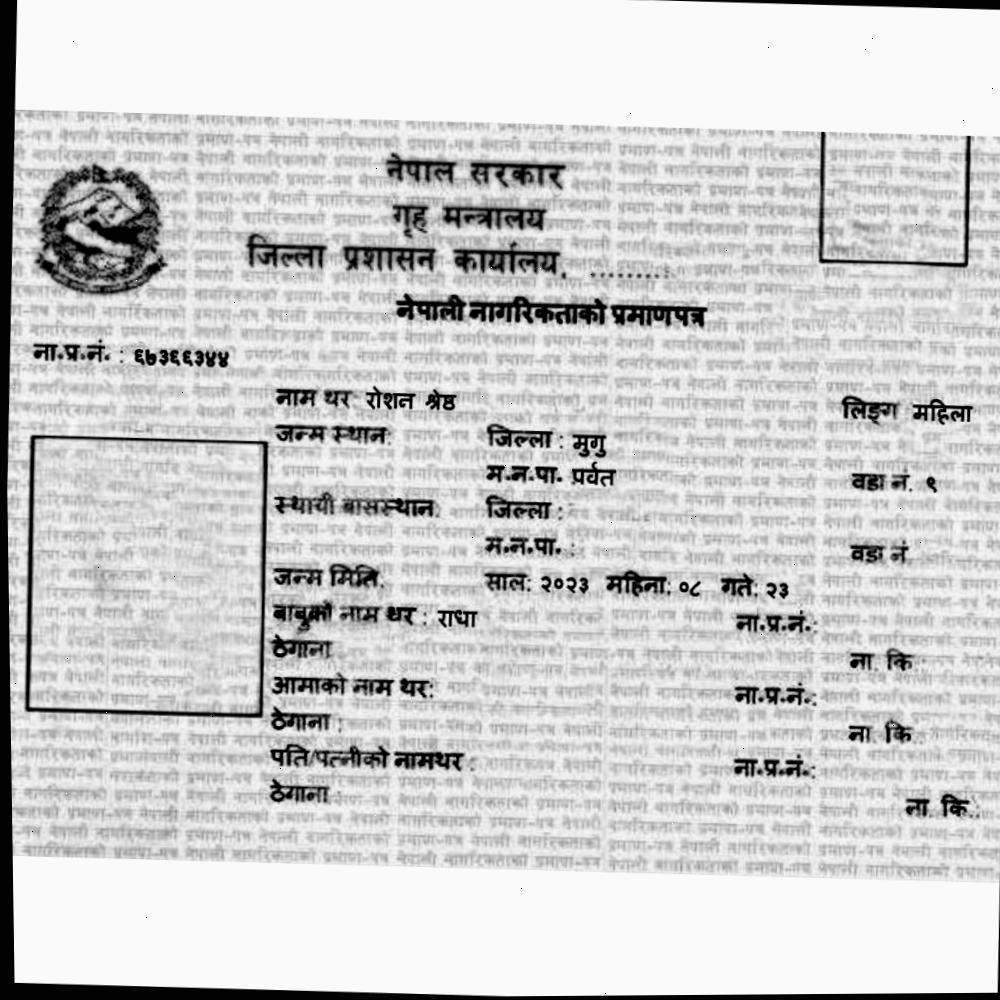 नेपाल सरकार
गृह मन्त्रालय
जिल्ला प्रशासन कार्यालय, ..........
नेपाली नागरिकताको प्रमाणपत्र
ना.प्र.नं. : ६७३६६३४४
नाम थर रोशन श्रेष्ठ लिङ्ग महिला
जन्म स्थान: जिल्ला : मुगु
म.न.पा. प्रर्वत वडा नं. ९
स्थायी बासस्थान: जिल्ला :
म.न.पा. : वडा नं.
जन्म मिति: साल: २०२३ महिना: ०८ गते: २३
बाबुको नाम थर : राधा ना.प्र.नं.:
ठेगाना ना. कि.:
आमाको नाम थर: ना.प्र.नं.:
ठेगाना : ना. कि.:
पति/पत्नीको नामथर : ना.प्र.नं.:
ठेगाना : ना. कि.: